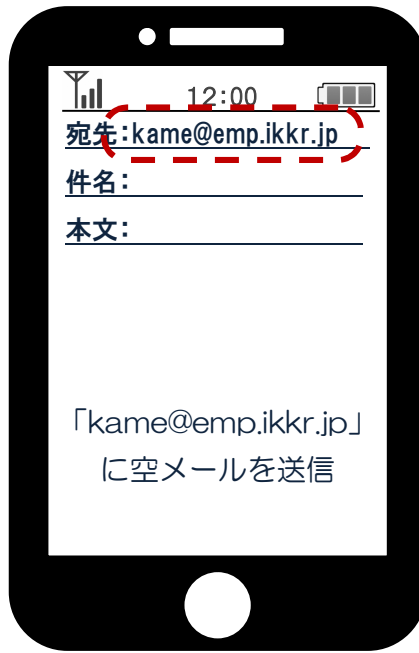 12:00
宛先：kame@emp.ikkr.jp
件名：
本文：
「kame@emp.ikkr.jp」
に空メールを送信